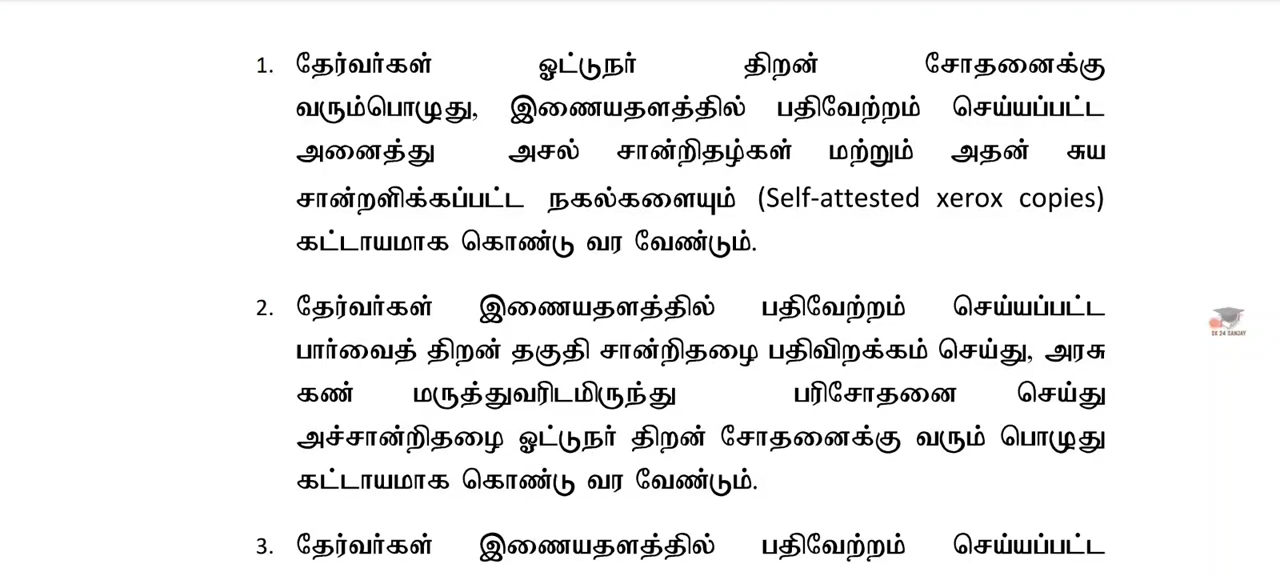 1. தேர்வர்கள் ஓட்டுநர் திறன் சோதனைக்கு
வரும்பொழுது, இணையதளத்தில் பதிவேற்றம் செய்யப்பட்ட
அனைத்து அசல் சான்றிதழ்கள் மற்றும் அதன் சுய
சான்றளிக்கப்பட்ட நகல்களையும் (Self-attested xerox copies)
கட்டாயமாக கொண்டு வர வேண்டும்.
2. தேர்வர்கள் இணையதளத்தில் பதிவேற்றம் செய்யப்பட்ட
பார்வைத் திறன் தகுதி சான்றிதழை பதிவிறக்கம் செய்து, அரசு
கண் மருத்துவரிடமிருந்து பரிசோதனை செய்து
அச்சான்றிதழை ஓட்டுநர் திறன் சோதனைக்கு வரும் பொழுது
கட்டாயமாக கொண்டு வர வேண்டும்.
SK 24 SANJAY
3. தேர்வர்கள் இணையதளத்தில் பதிவேற்றம் செய்யப்பட்ட